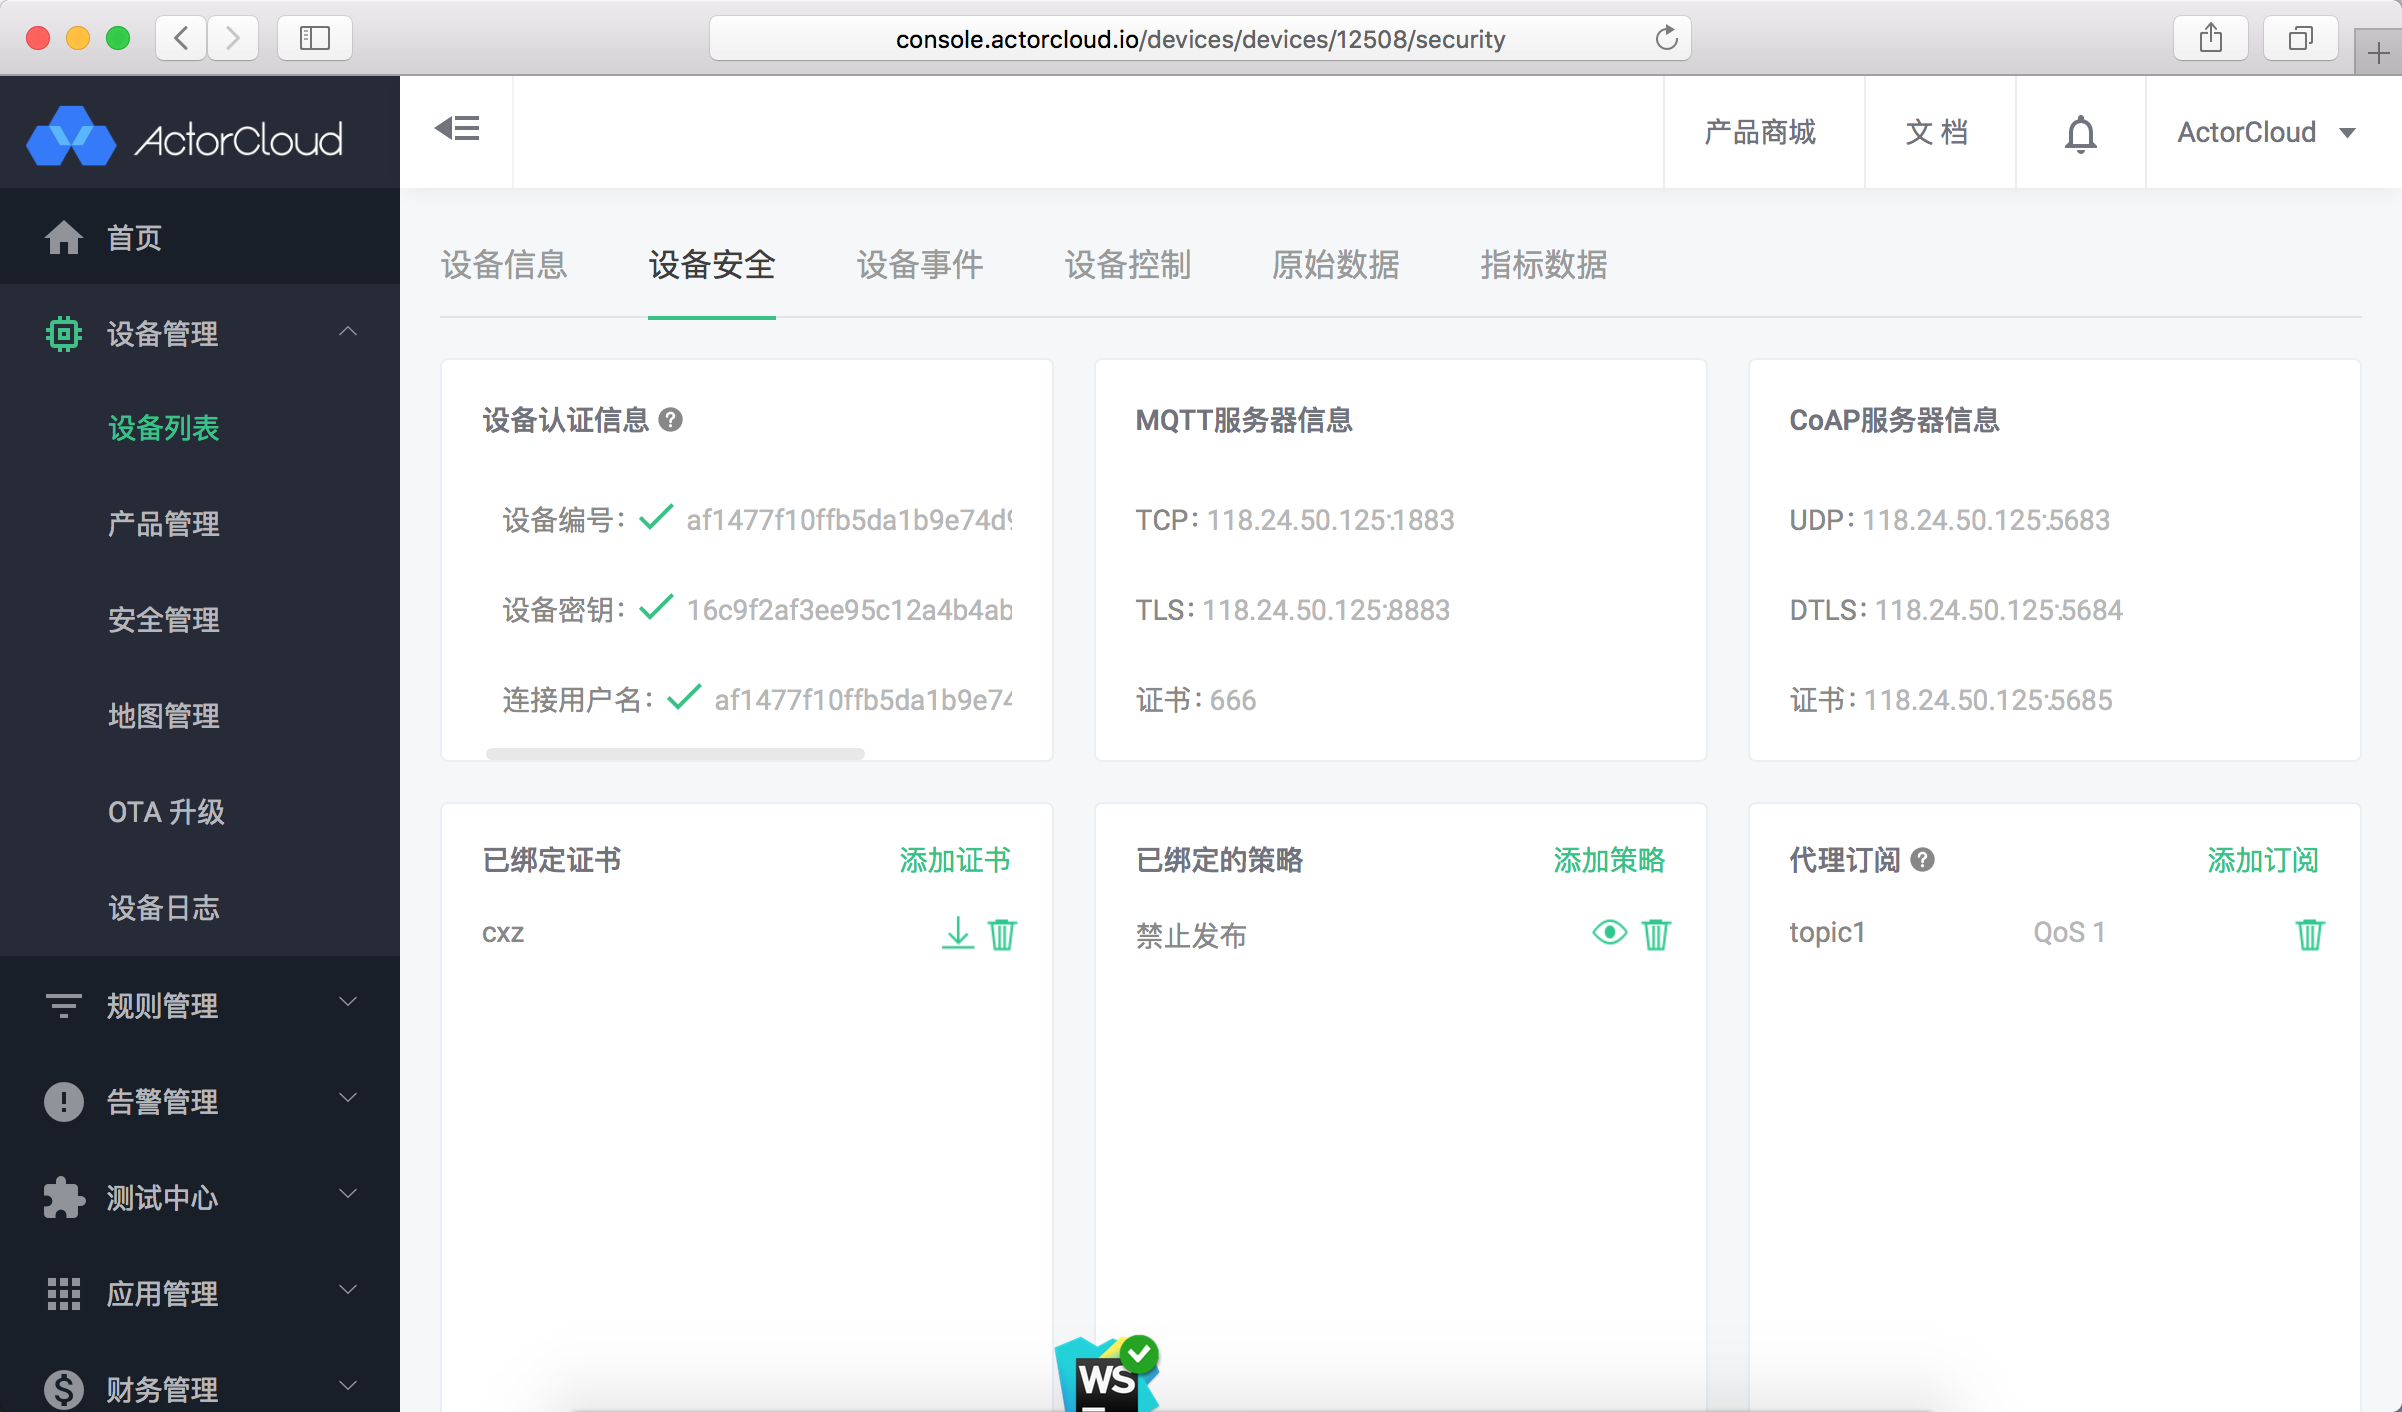 console.actorcloud.io/devices/devices/12508/security
ActorCloud
产品商城
文 档
ActorCloud
首页
设备管理
设备列表
产品管理
安全管理
地图管理
OTA 升级
设备日志
规则管理
告警管理
测试中心
应用管理
财务管理
设备信息 设备安全 设备事件 设备控制 原始数据 指标数据
设备认证信息
设备编号: af1477f10ffb5da1b9e74d9
设备密钥: 16c9f2af3ee95c12a4b4ab
连接用户名: af1477f10ffb5da1b9e74
MQTT服务器信息
TCP: 118.24.50.125:1883
TLS: 118.24.50.125:8883
证书: 666
CoAP服务器信息
UDP: 118.24.50.125:5683
DTLS: 118.24.50.125:5684
证书: 118.24.50.125:5685
已绑定证书 添加证书
cxz
已绑定的策略 添加策略
禁止发布
代理订阅 添加订阅
topic1 QoS 1
WS